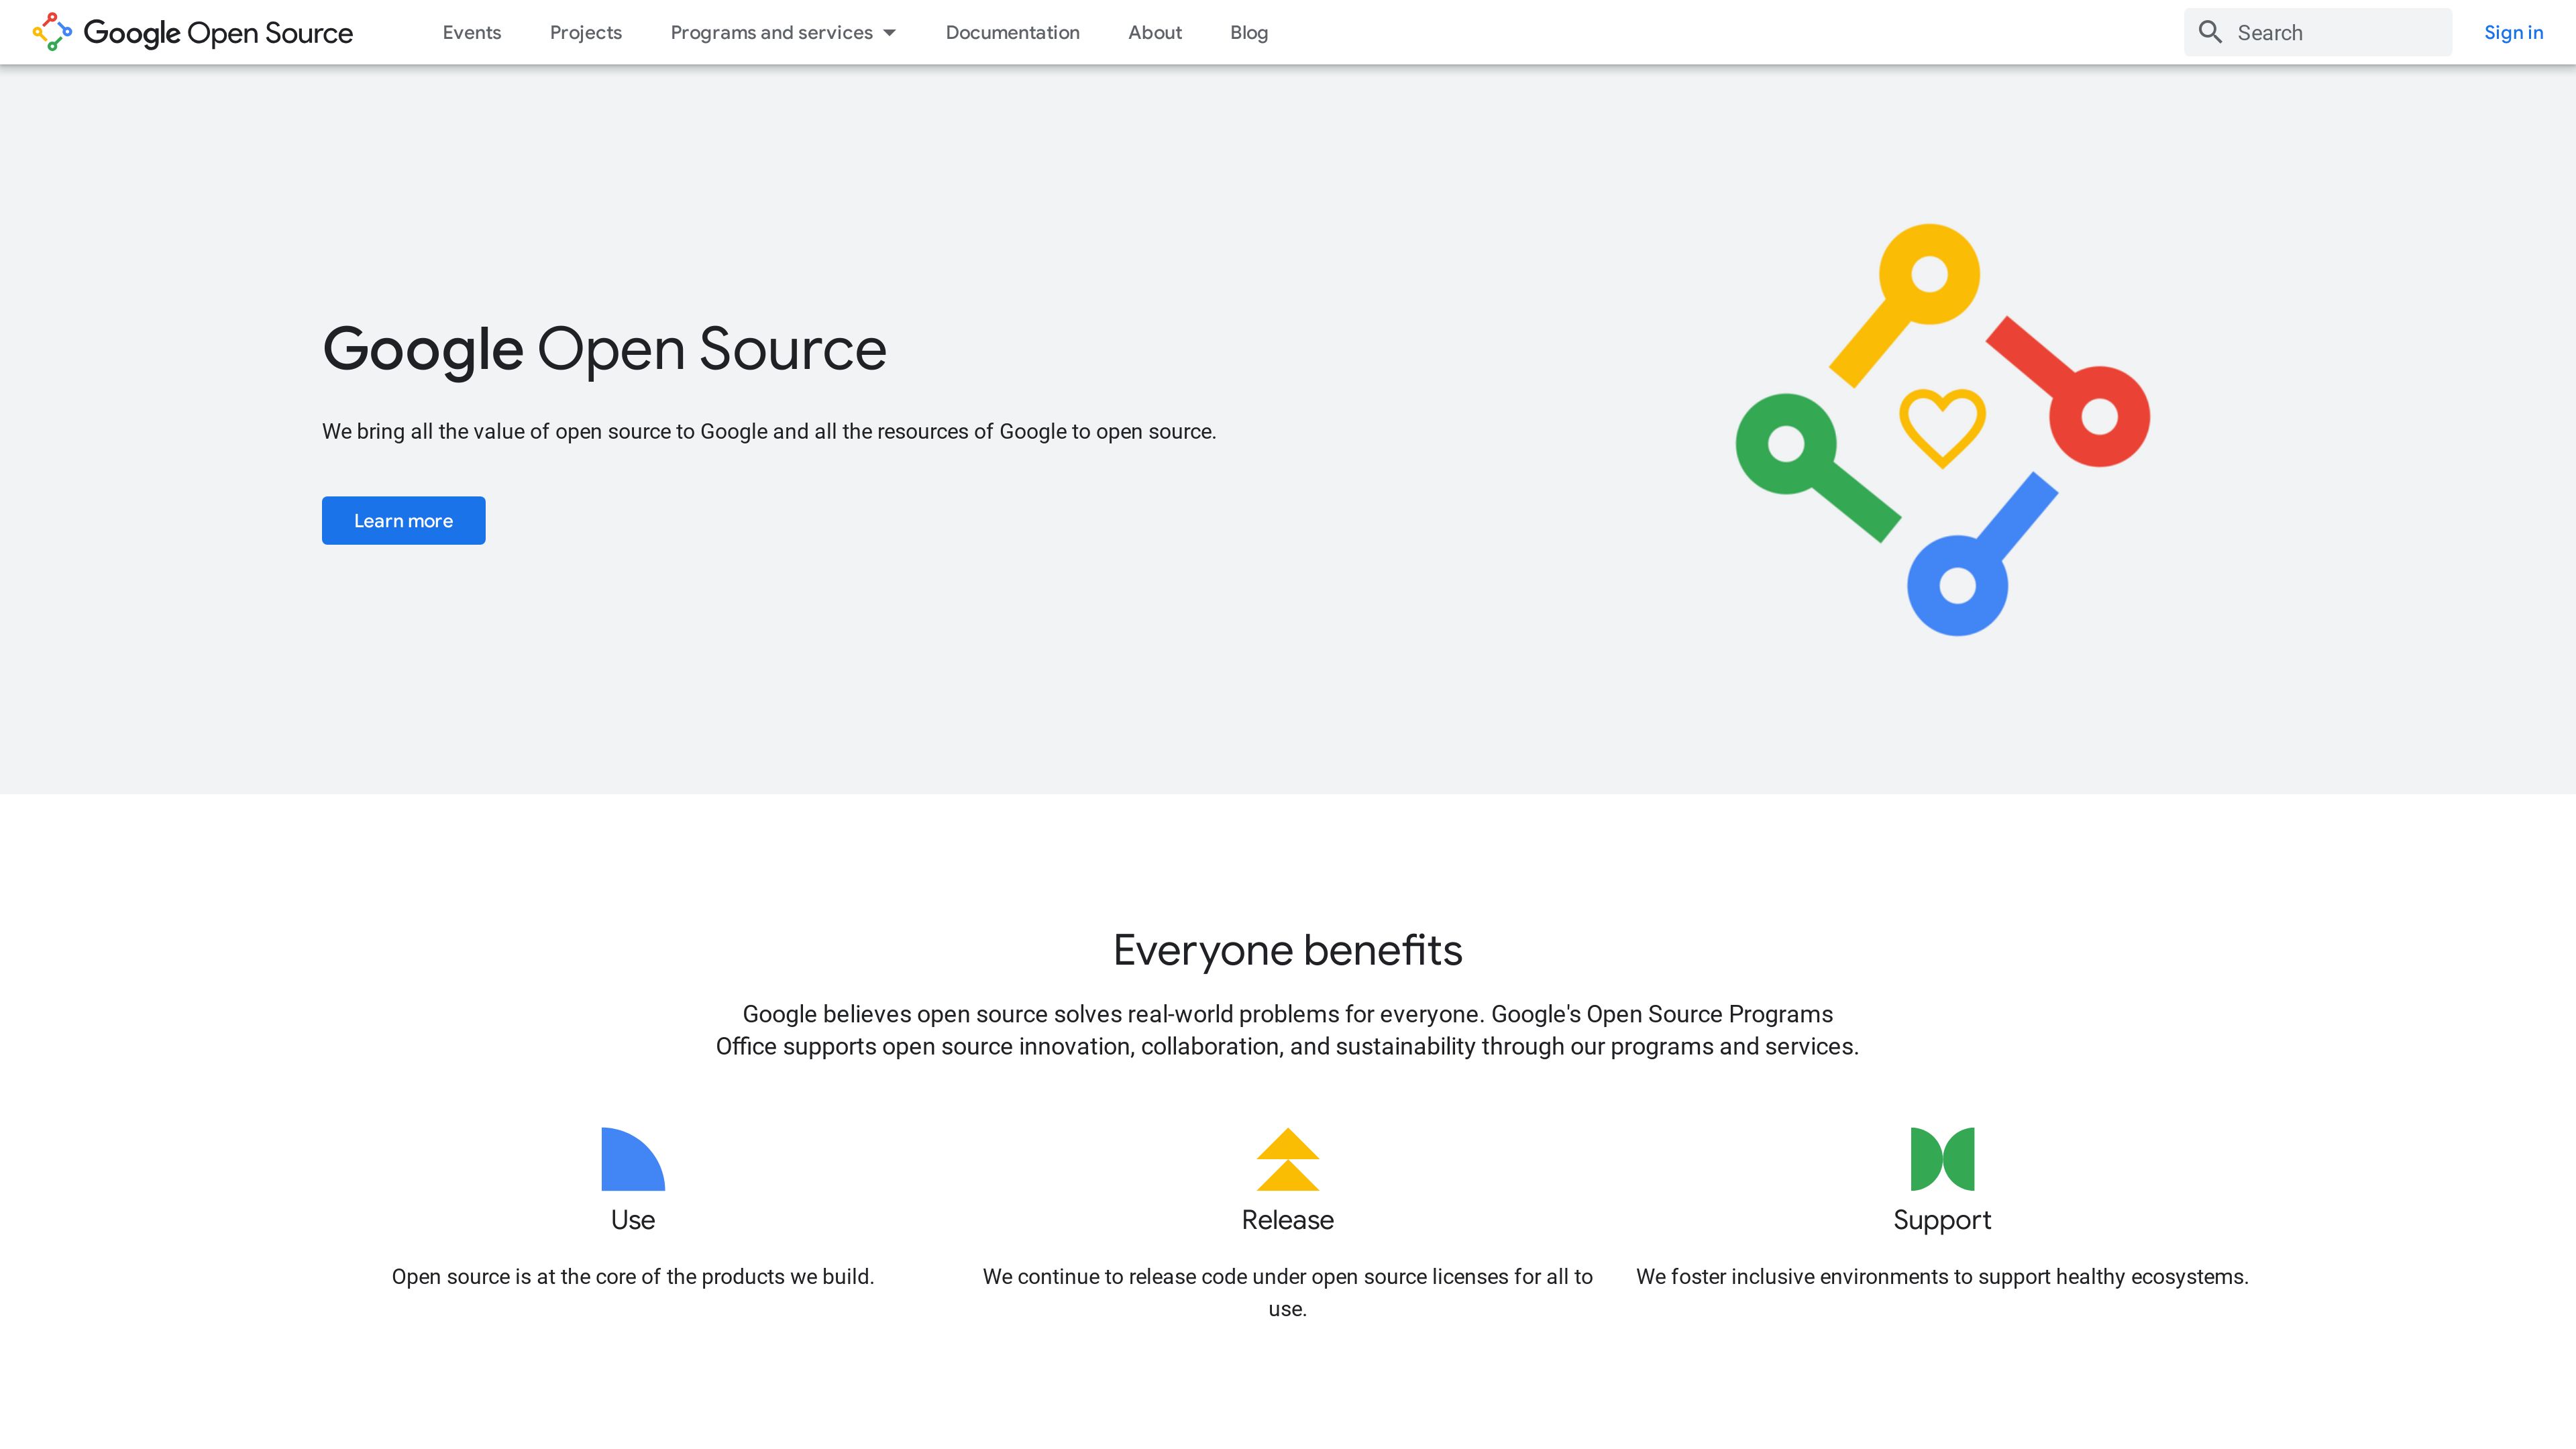 Google Open Source
Events
Projects
Programs and services
Documentation
About
Blog
Search
Sign in
Google Open Source
We bring all the value of open source to Google and all the resources of Google to open source.
Learn more
Everyone benefits
Google believes open source solves real-world problems for everyone. Google's Open Source Programs
Office supports open source innovation, collaboration, and sustainability through our programs and services.
Use
Open source is at the core of the products we build.
Release
We continue to release code under open source licenses for all to
use.
Support
We foster inclusive environments to support healthy ecosystems.